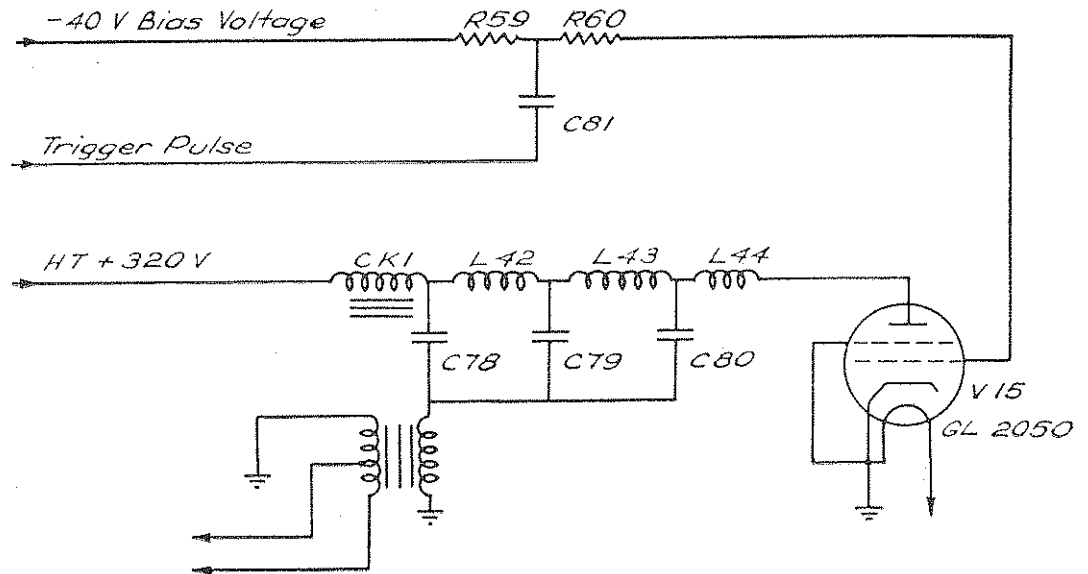 -40 V Bias Voltage
R59
R60
C81
Trigger Pulse
HT + 320 V
CK1
L42
L43
L44
C78
C79
C80
V 15
GL 2050